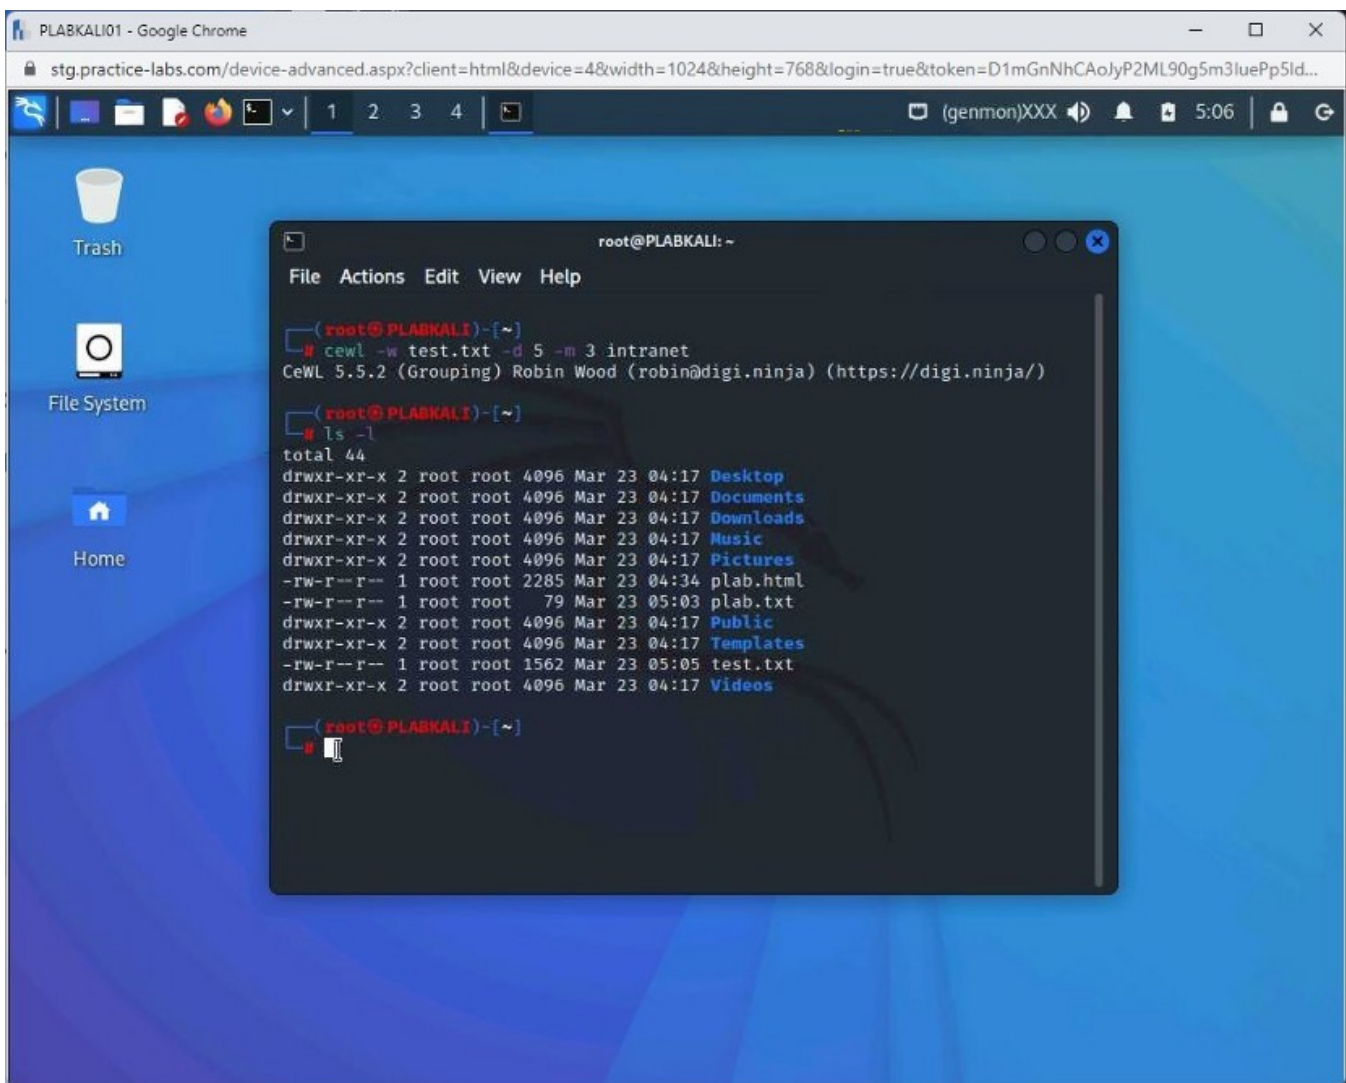 PLABKALI01 - Google Chrome
stg.practice-labs.com/device-advanced.aspx?client=html&device=4&width=1024&height=768&login=true&token=D1mGnNhCAoJyP2ML90g5m3IuePp5Id...
1 2 3 4 (genmon)XXX 5:06
Trash
File System
Home
root@PLABKALI: ~
File Actions Edit View Help
┌──(root㉿PLABKALI)-[~]
└─# cewl -w test.txt -d 5 -m 3 intranet
CeWL 5.5.2 (Grouping) Robin Wood (robin@digi.ninja) (https://digi.ninja/)
┌──(root㉿PLABKALI)-[~]
└─# ls -l
total 44
drwxr-xr-x 2 root root 4096 Mar 23 04:17 Desktop
drwxr-xr-x 2 root root 4096 Mar 23 04:17 Documents
drwxr-xr-x 2 root root 4096 Mar 23 04:17 Downloads
drwxr-xr-x 2 root root 4096 Mar 23 04:17 Music
drwxr-xr-x 2 root root 4096 Mar 23 04:17 Pictures
-rw-r--r-- 1 root root 2285 Mar 23 04:34 plab.html
-rw-r--r-- 1 root root 79 Mar 23 05:03 plab.txt
drwxr-xr-x 2 root root 4096 Mar 23 04:17 Public
drwxr-xr-x 2 root root 4096 Mar 23 04:17 Templates
-rw-r--r-- 1 root root 1562 Mar 23 05:05 test.txt
drwxr-xr-x 2 root root 4096 Mar 23 04:17 Videos
┌──(root㉿PLABKALI)-[~]
└─#